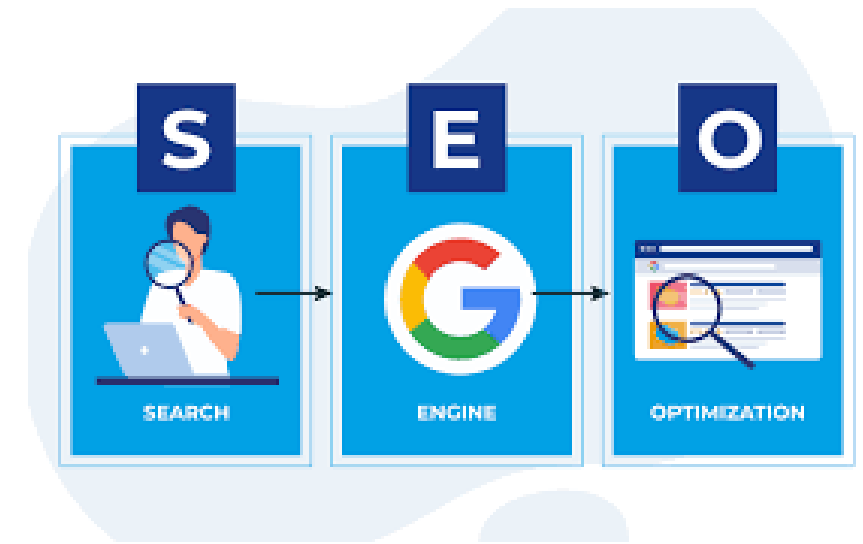 S
E
O
SEARCH
ENGINE
OPTIMIZATION